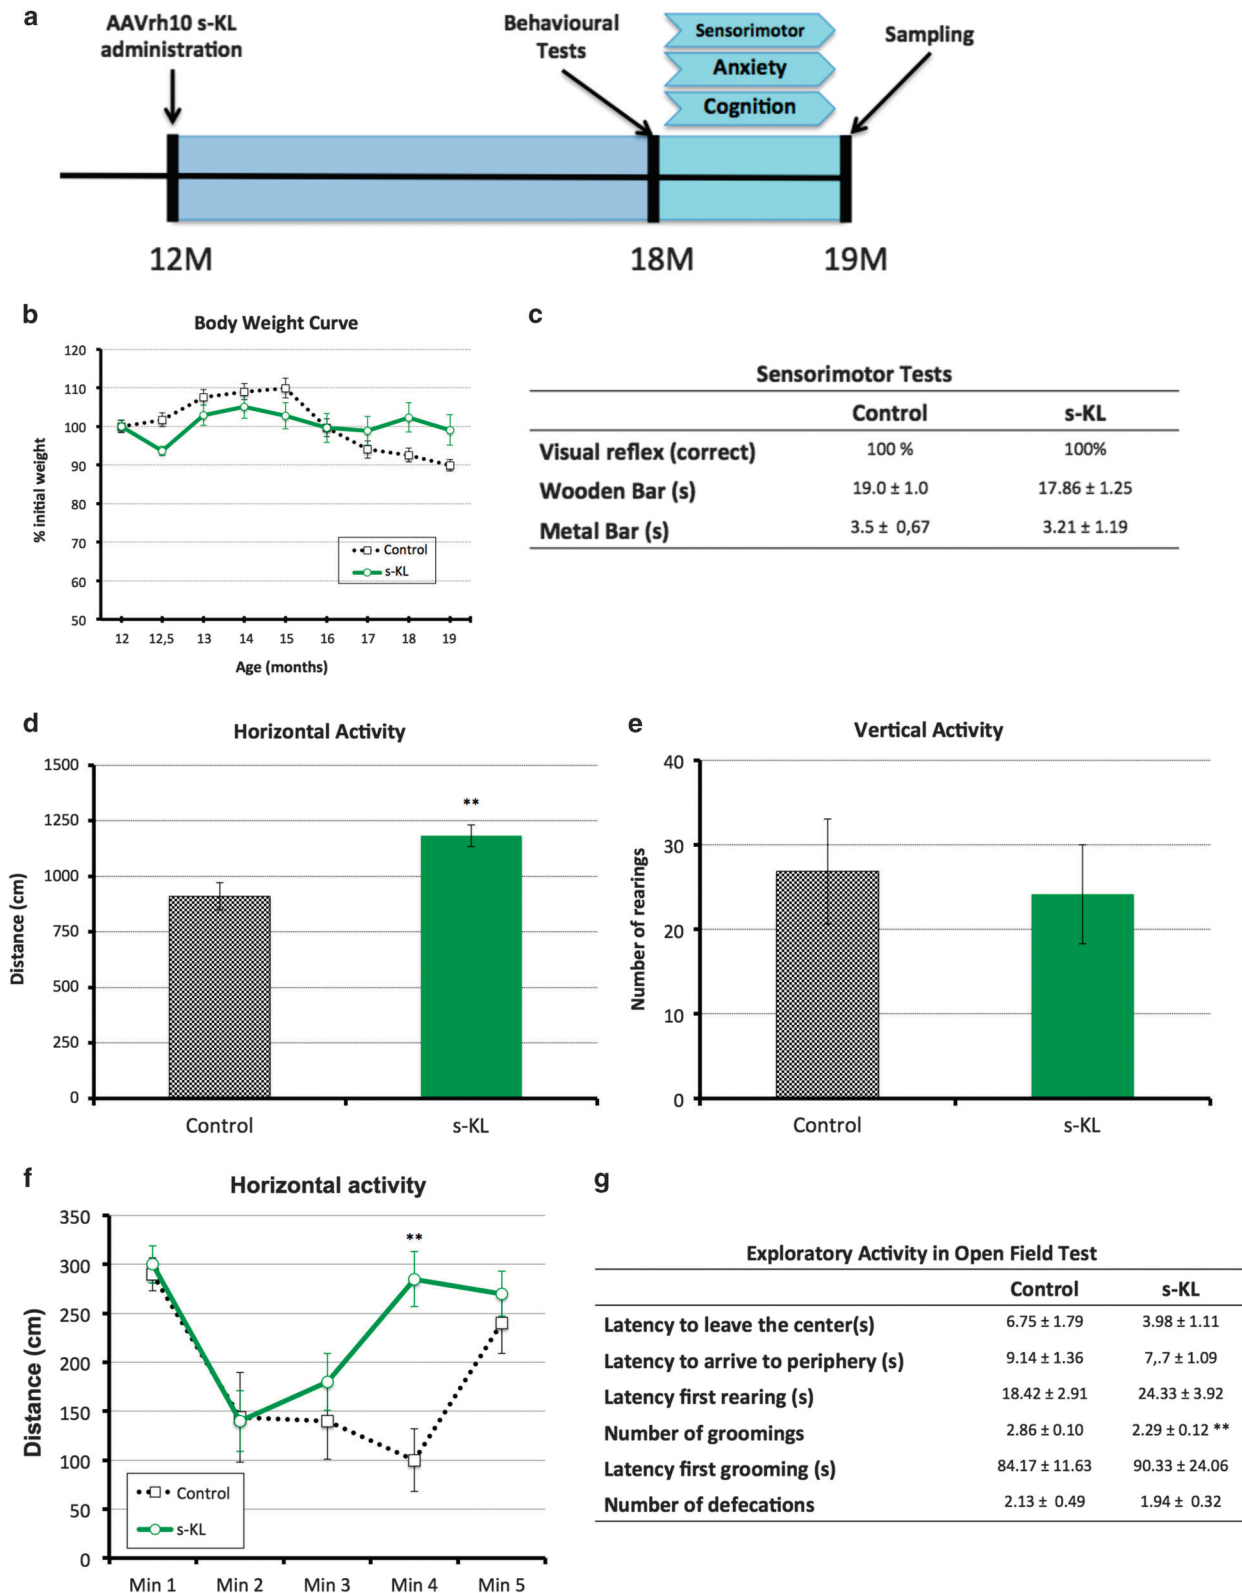 a
AAVrh10 s-KL
administration
Behavioural
Tests
Sensorimotor
Anxiety
Cognition
Sampling
12M
18M
19M
b
Body Weight Curve
% initial weight
120
110
100
90
80
70
60
50
Control
s-KL
12 12,5 13 14 15 16 17 18 19
Age (months)
c
Sensorimotor Tests
Control s-KL
Visual reflex (correct) 100 % 100%
Wooden Bar (s) 19.0 ± 1.0 17.86 ± 1.25
Metal Bar (s) 3.5 ± 0,67 3.21 ± 1.19
d
Horizontal Activity
Distance (cm)
1500
1250
1000
750
500
250
0
**
Control s-KL
e
Vertical Activity
Number of rearings
40
30
20
10
0
Control s-KL
f
Horizontal activity
Distance (cm)
350
300
250
200
150
100
50
0
**
Control
s-KL
Min 1 Min 2 Min 3 Min 4 Min 5
g
Exploratory Activity in Open Field Test
Control s-KL
Latency to leave the center(s) 6.75 ± 1.79 3.98 ± 1.11
Latency to arrive to periphery (s) 9.14 ± 1.36 7,.7 ± 1.09
Latency first rearing (s) 18.42 ± 2.91 24.33 ± 3.92
Number of groomings 2.86 ± 0.10 2.29 ± 0.12 **
Latency first grooming (s) 84.17 ± 11.63 90.33 ± 24.06
Number of defecations 2.13 ± 0.49 1.94 ± 0.32